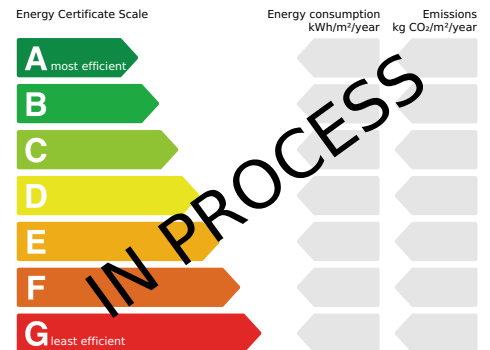 Energy Certificate Scale
Energy consumption
kWh/m²/year
Emissions
kg CO₂/m²/year
A most efficient
B
C
D
E
F
G least efficient
IN PROCESS